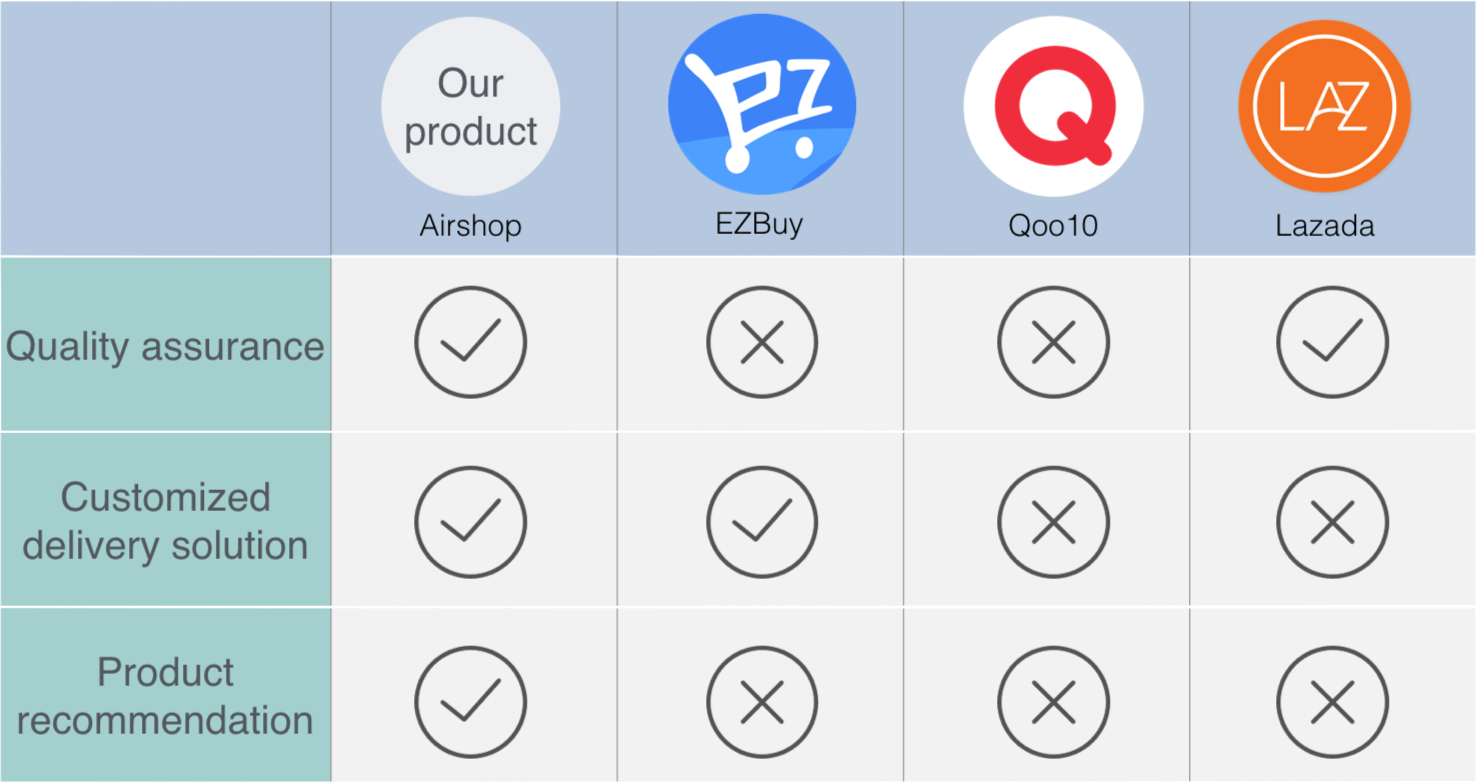 Our
product
ez
Q
LAZ
Airshop
EZBuy
Qoo10
Lazada
Quality assurance
Customized
delivery solution
Product
recommendation